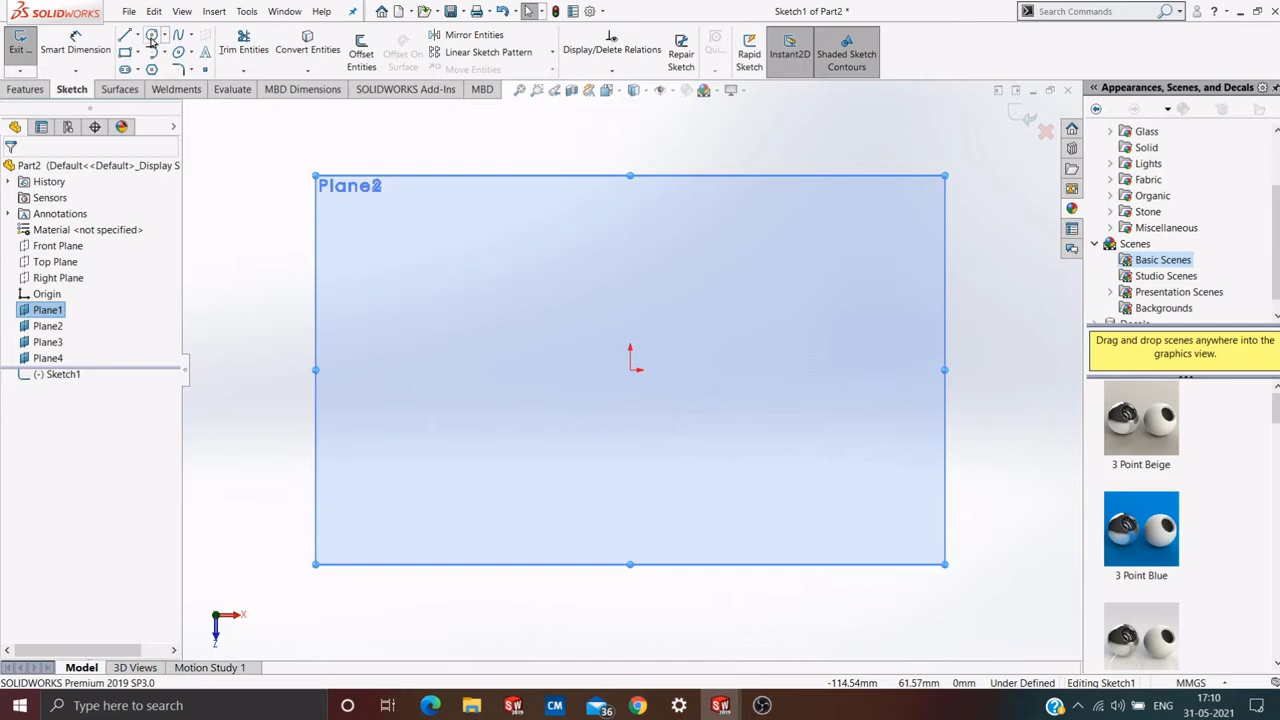 SOLIDWORKS File Edit View Insert Tools Help Sketch1 of Part2 * Search Commands ?
Exit ... Smart Dimension Trim Entities Convert Entities Offset Entities Offset On Surface Mirror Entities Linear Sketch Pattern Move Entities Display/Delete Relations Qui... Repair Sketch Rapid Sketch Instant2D Shaded Sketch Contours
Features Sketch Surfaces Weldments Evaluate MBD Dimensions SOLIDWORKS Add-Ins MBD
Appearances, Scenes, and Decals
Part2 (Default<<Default>_Display S
History
Sensors
Annotations
Material <not specified>
Front Plane
Top Plane
Right Plane
Origin
Plane1
Plane2
Plane3
Plane4
(-) Sketch1
Plane2
X
Z
Glass
Solid
Lights
Fabric
Organic
Stone
Miscellaneous
Scenes
Basic Scenes
Studio Scenes
Presentation Scenes
Backgrounds
Drag and drop scenes anywhere into the
graphics view.
3 Point Beige
3 Point Blue
Model 3D Views Motion Study 1
SOLIDWORKS Premium 2019 SP3.0 -114.54mm 61.57mm 0mm Under Defined Editing Sketch1 MMGS
Type here to search SW 2019 CM 36 SW 2019 ENG 17:10
31-05-2021